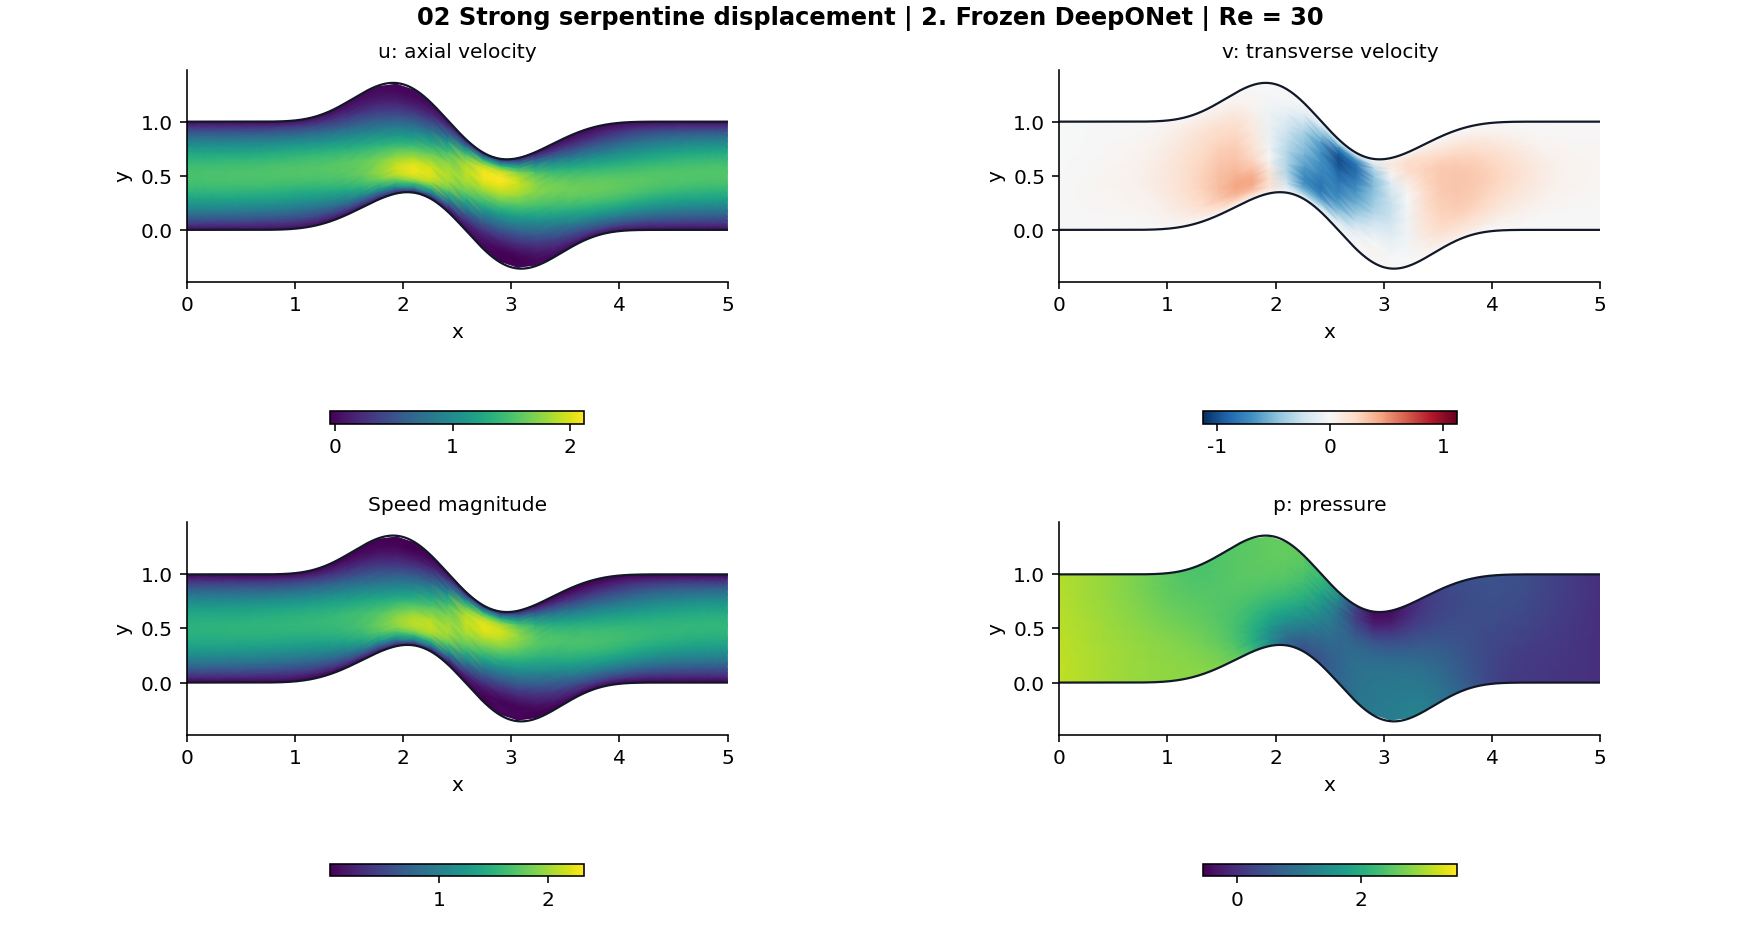 02 Strong serpentine displacement | 2. Frozen DeepONet | Re = 30
u: axial velocity
y
1.0
0.5
0.0
0 1 2 3 4 5
x
0 1 2
v: transverse velocity
y
1.0
0.5
0.0
0 1 2 3 4 5
x
-1 0 1
Speed magnitude
y
1.0
0.5
0.0
0 1 2 3 4 5
x
1 2
p: pressure
y
1.0
0.5
0.0
0 1 2 3 4 5
x
0 2